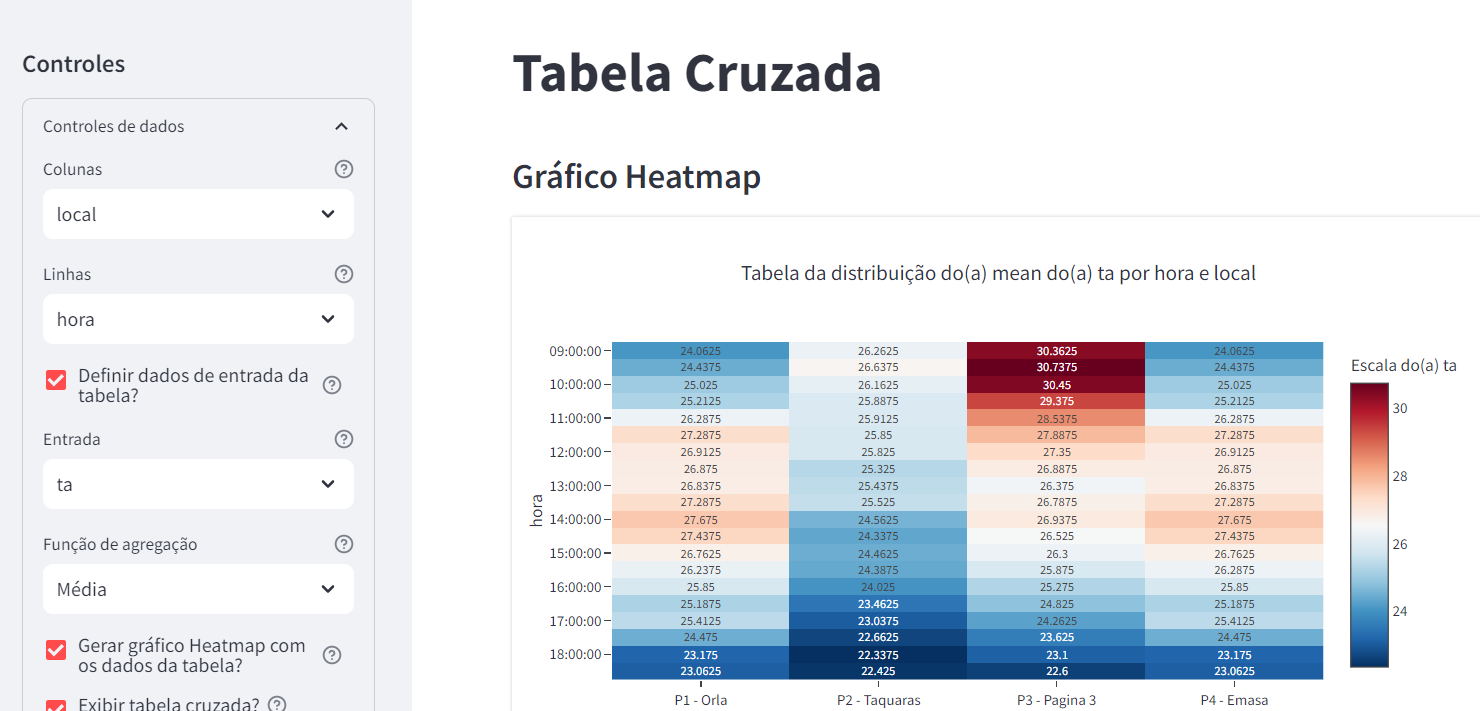 Controles
Controles de dados
Colunas
local
Linhas
hora
Definir dados de entrada da
tabela?
Entrada
ta
Função de agregação
Média
Gerar gráfico Heatmap com
os dados da tabela?
Exibir tabela cruzada?
Tabela Cruzada
Gráfico Heatmap
Tabela da distribuição do(a) mean do(a) ta por hora e local
hora
09:00:00 24.0625 26.2625 30.3625 24.0625
24.4375 26.6375 30.7375 24.4375
10:00:00 25.025 26.1625 30.45 25.025
25.2125 25.8875 29.375 25.2125
11:00:00 26.2875 25.9125 28.5375 26.2875
27.2875 25.85 27.8875 27.2875
12:00:00 26.9125 25.825 27.35 26.9125
26.875 25.325 26.8875 26.875
13:00:00 26.8375 25.4375 26.375 26.8375
27.2875 25.525 26.7875 27.2875
14:00:00 27.675 24.5625 26.9375 27.675
27.4375 24.3375 26.525 27.4375
15:00:00 26.7625 24.4625 26.3 26.7625
26.2375 24.3875 25.875 26.2875
16:00:00 25.85 24.025 25.275 25.85
25.1875 23.4625 24.825 25.1875
17:00:00 25.4125 23.0375 24.2625 25.4125
24.475 22.6625 23.625 24.475
18:00:00 23.175 22.3375 23.1 23.175
23.0625 22.425 22.6 23.0625
P1 - Orla P2 - Taquaras P3 - Pagina 3 P4 - Emasa
Escala do(a) ta
30
28
26
24